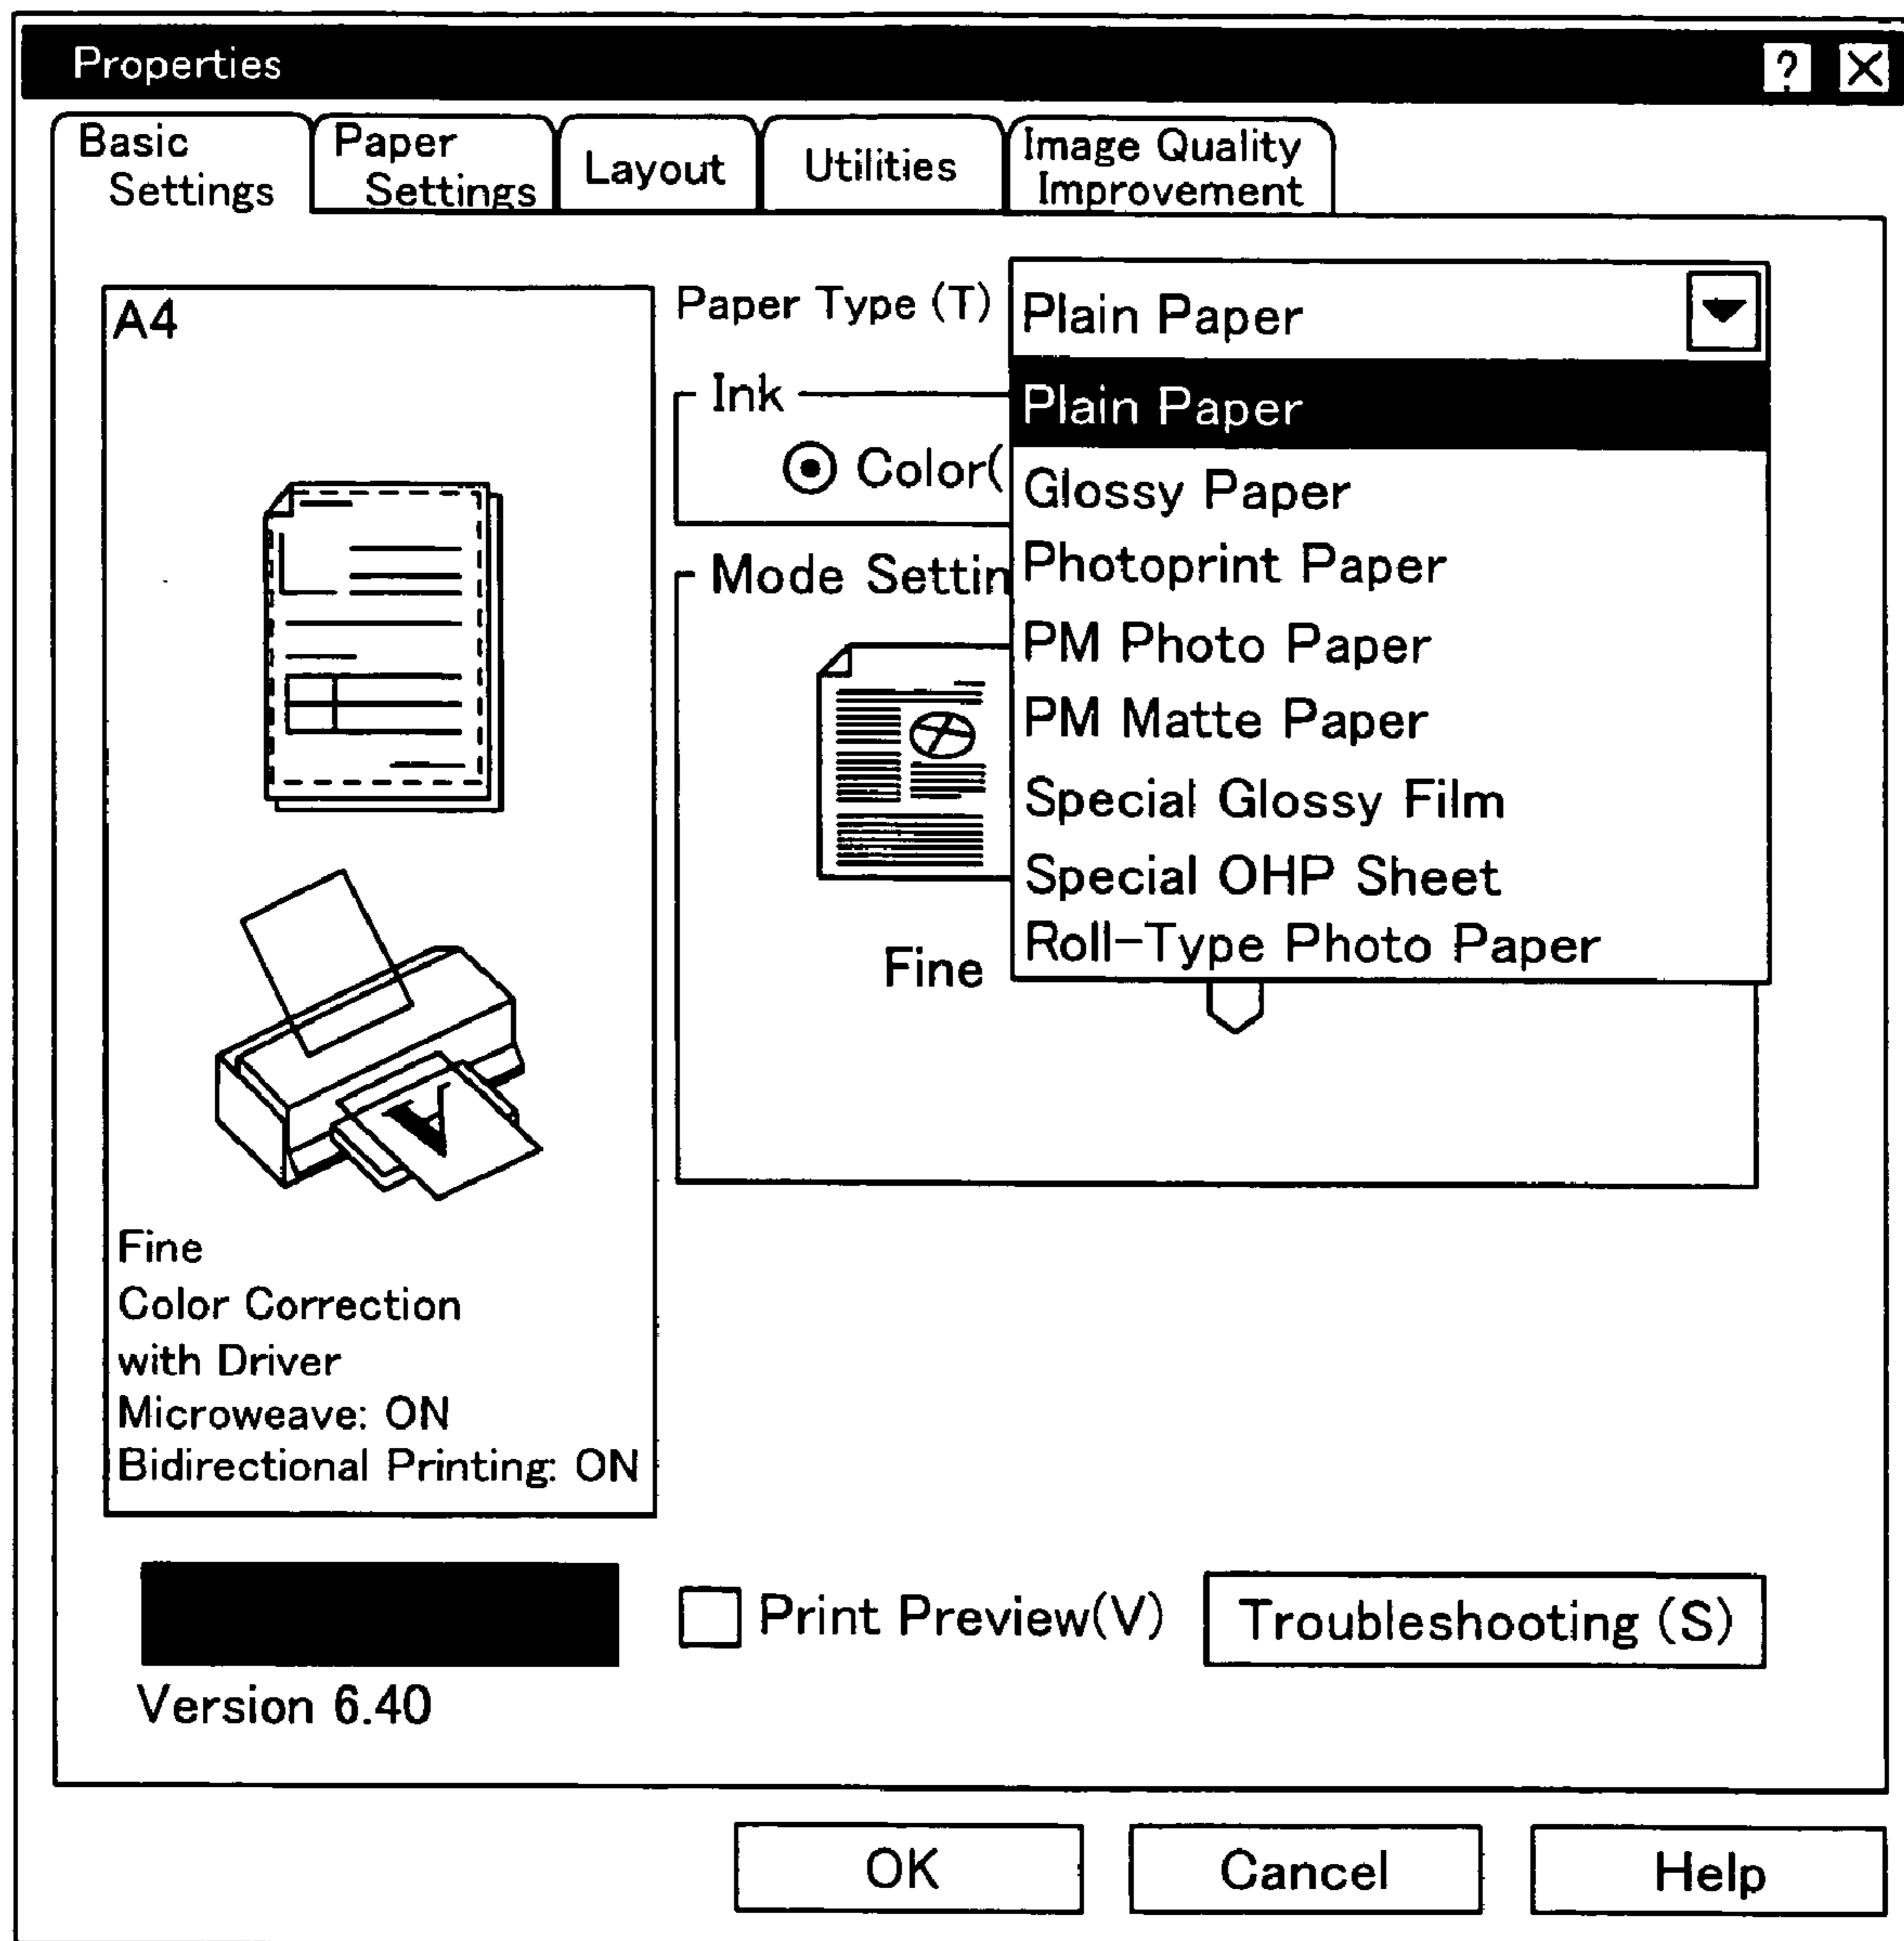 Properties ? X
Basic
Settings
Paper
Settings
Layout
Utilities
Image Quality
Improvement
A4
Paper Type (T)
Plain Paper
Plain Paper
Glossy Paper
Photoprint Paper
PM Photo Paper
PM Matte Paper
Special Glossy Film
Special OHP Sheet
Roll-Type Photo Paper
Ink
Color(
Mode Settin
Fine
A
Fine
Color Correction
with Driver
Microweave: ON
Bidirectional Printing: ON
Print Preview(V)
Troubleshooting (S)
Version 6.40
OK
Cancel
Help